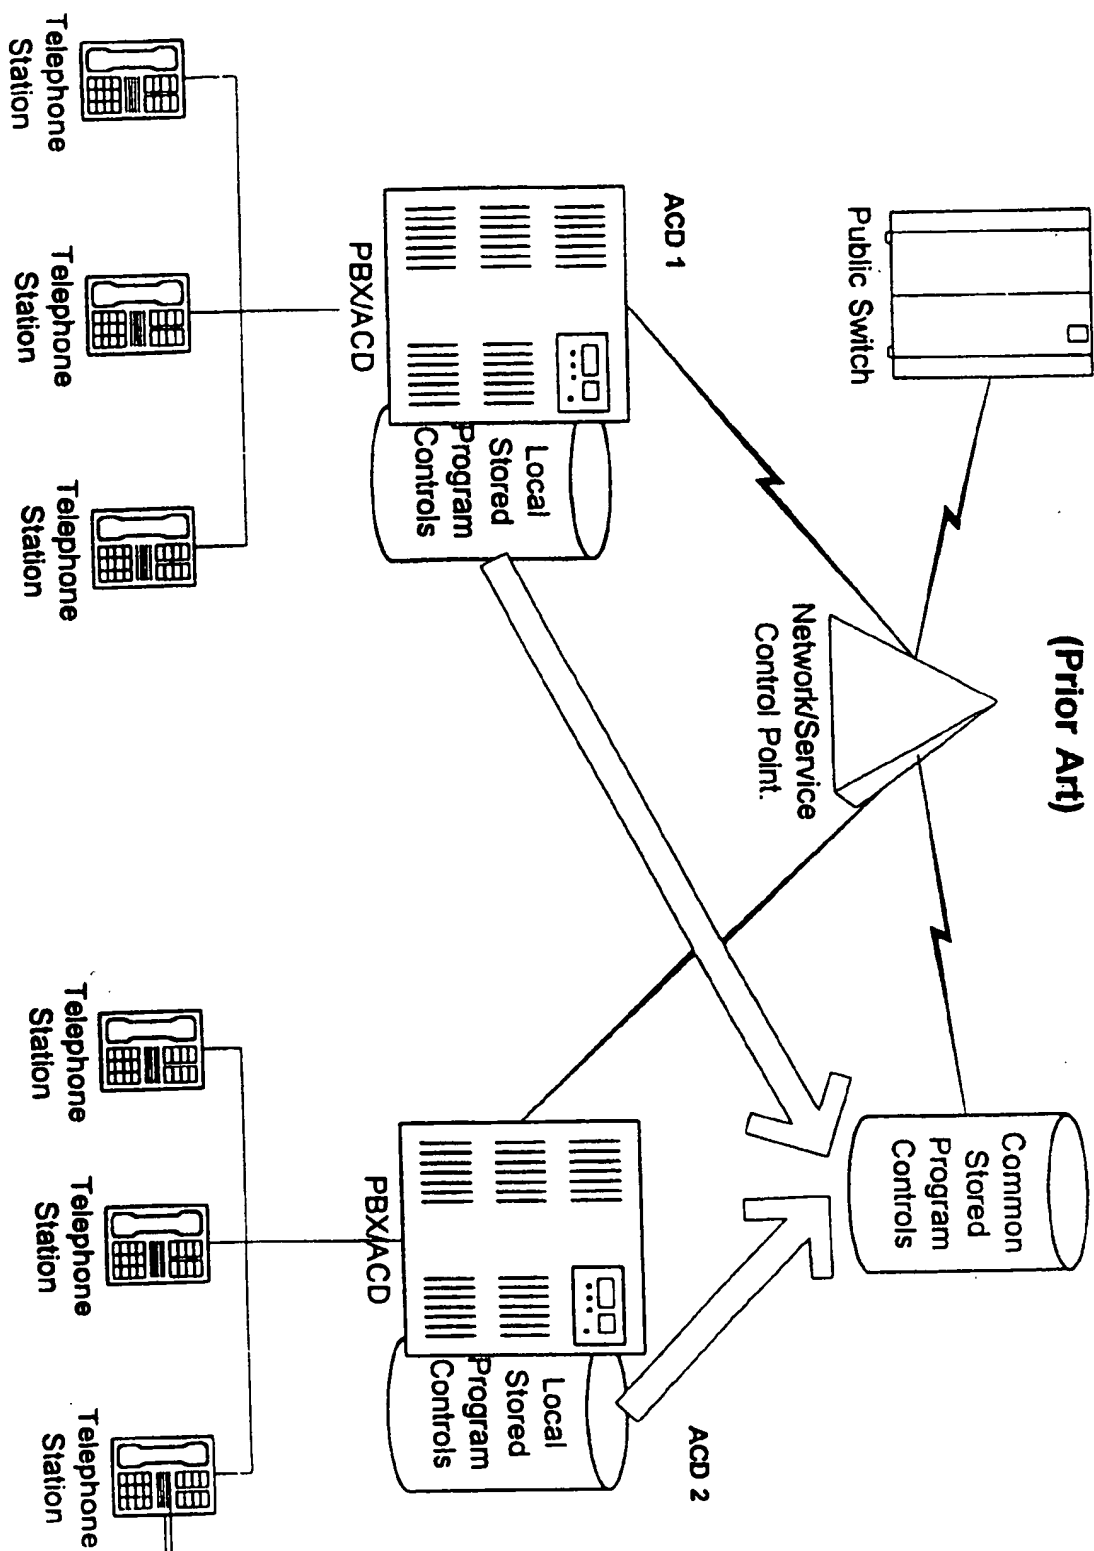 (Prior Art)
Public Switch
Network/Service
Control Point.
Common
Stored
Program
Controls
ACD 1
PBX/ACD
Local
Stored
Program
Controls
ACD 2
PBX/ACD
Local
Stored
Program
Controls
Telephone
Station
Telephone
Station
Telephone
Station
Telephone
Station
Telephone
Station
Telephone
Station